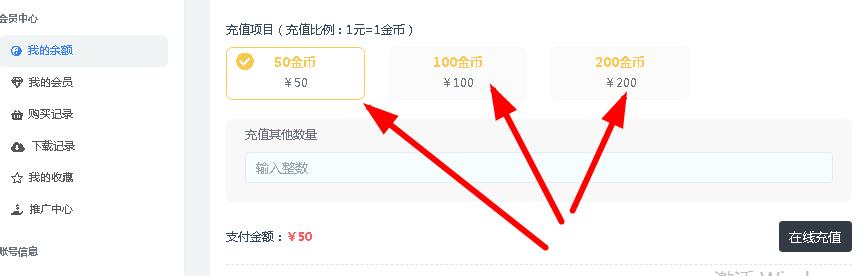 会员中心
我的余额
我的会员
购买记录
下载记录
我的收藏
推广中心
账号信息
充值项目（充值比例：1元=1金币）
50金币
￥50
100金币
￥100
200金币
￥200
充值其他数量
输入整数
支付金额：￥50
在线充值